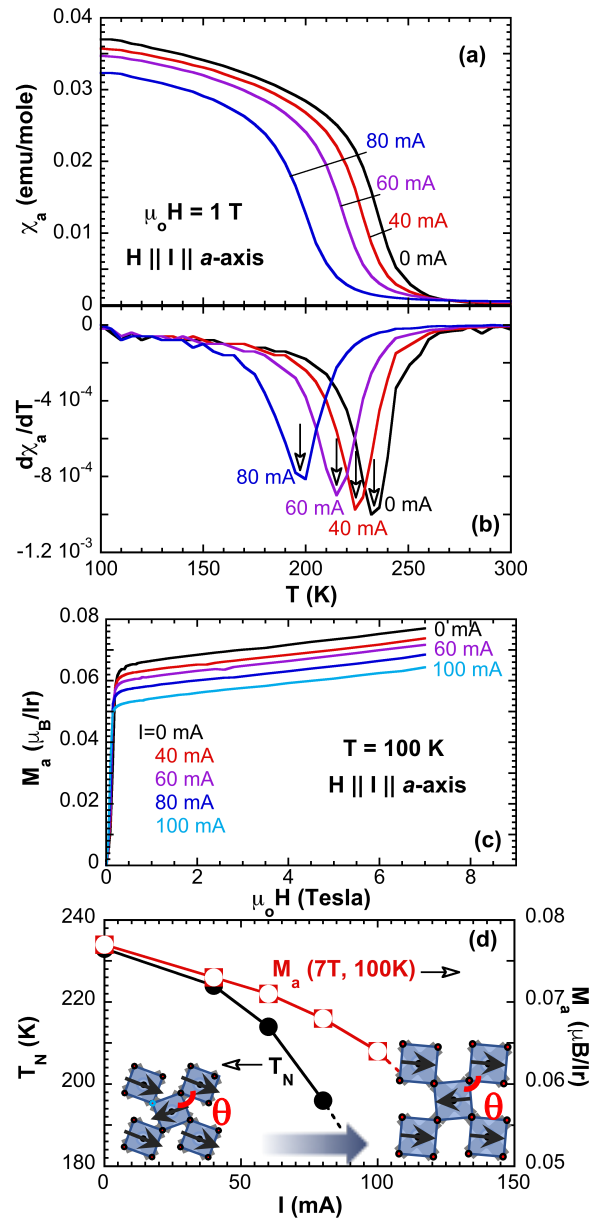 0.04
(a)
0.03
80 mA
χa (emu/mole)
0.02
60 mA
μoH = 1 T
40 mA
0.01
H || I || a-axis
0 mA
0
0
-4 10-4
dχa/dT
-8 10-4
80 mA
60 mA
0 mA
40 mA
(b)
-1.2 10-3
100 150 200 250 300
T (K)
0.08
0 mA
60 mA
0.06
100 mA
Ma (μB/Ir)
I=0 mA
0.04
40 mA
T = 100 K
60 mA
H || I || a-axis
0.02
80 mA
100 mA
(c)
0
0 2 4 6 8
μoH (Tesla)
240 0.08
(d)
Ma (7T, 100K)
220 0.07
TN (K)
Ma (μB/Ir)
TN
200 0.06
θ θ
180 0.05
0 50 100 150
I (mA)